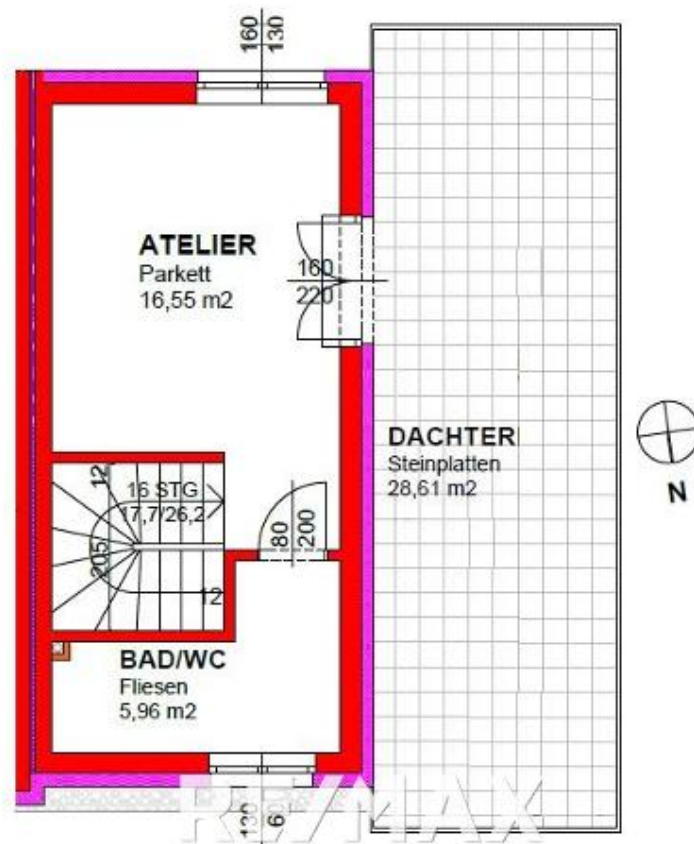 160
130
ATELIER
Parkett
16,55 m2
160
220
DACHTER
Steinplatten
28,61 m2
N
12
16 STG
17,7/26,2
205
12
80
200
BAD/WC
Fliesen
5,96 m2
130
RE/MAX